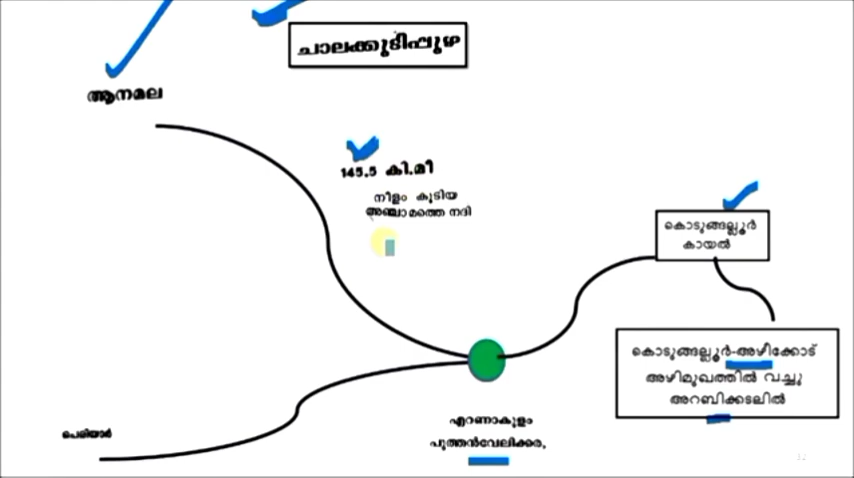 ചാലക്കുടിപ്പുഴ
ആനമല
145.5 കി.മീ
നീളം കൂടിയ
അഞ്ചാമത്തെ നദി
കൊടുങ്ങല്ലൂർ
കായൽ
കൊടുങ്ങല്ലൂർ-അഴീക്കോട്
അഴിമുഖത്തിൽ വച്ചു
അറബിക്കടലിൽ
എറണാകുളം
പുത്തൻവേലിക്കര,
പെരിയാർ